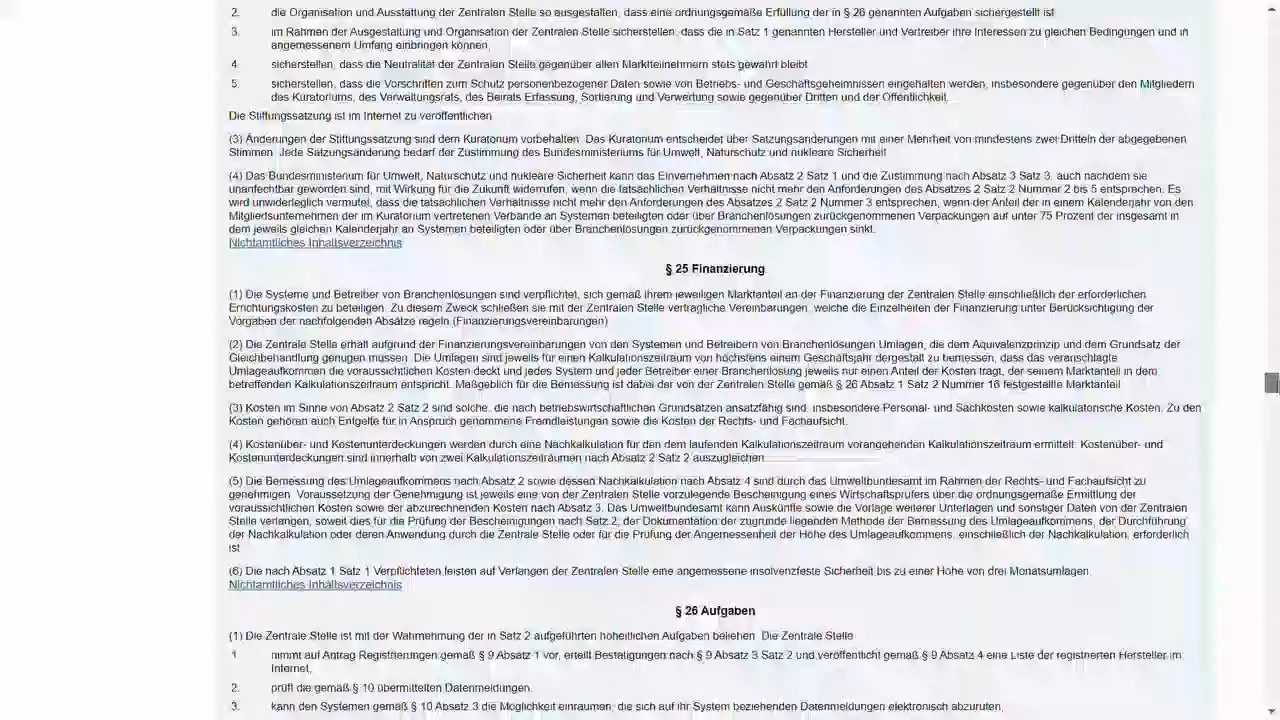 2. die Organisation und Ausstattung der Zentralen Stelle so ausgestalten, dass eine ordnungsgemäße Erfüllung der in § 26 genannten Aufgaben sichergestellt ist
3. im Rahmen der Ausgestaltung und Organisation der Zentralen Stelle sicherstellen, dass die in Satz 1 genannten Hersteller und Vertreiber ihre Interessen zu gleichen Bedingungen und in
angemessenem Umfang einbringen können,
4. sicherstellen, dass die Neutralität der Zentralen Stelle gegenüber allen Marktteilnehmern stets gewahrt bleibt
5. sicherstellen, dass die Vorschriften zum Schutz personenbezogener Daten sowie von Betriebs- und Geschäftsgeheimnissen eingehalten werden, insbesondere gegenüber den Mitgliedern
des Kuratoriums, des Verwaltungsrats, des Beirats Erfassung, Sortierung und Verwertung sowie gegenüber Dritten und der Öffentlichkeit.
Die Stiftungssatzung ist im Internet zu veröffentlichen
(3) Änderungen der Stiftungssatzung sind dem Kuratorium vorbehalten. Das Kuratorium entscheidet über Satzungsänderungen mit einer Mehrheit von mindestens zwei Dritteln der abgegebenen
Stimmen. Jede Satzungsänderung bedarf der Zustimmung des Bundesministeriums für Umwelt, Naturschutz und nukleare Sicherheit
(4) Das Bundesministerium für Umwelt, Naturschutz und nukleare Sicherheit kann das Einvernehmen nach Absatz 2 Satz 1 und die Zustimmung nach Absatz 3 Satz 3, auch nachdem sie
unanfechtbar geworden sind, mit Wirkung für die Zukunft widerrufen, wenn die tatsächlichen Verhältnisse nicht mehr den Anforderungen des Absatzes 2 Satz 2 Nummer 2 bis 5 entsprechen. Es
wird unwiderleglich vermutet, dass die tatsächlichen Verhältnisse nicht mehr den Anforderungen des Absatzes 2 Satz 2 Nummer 3 entsprechen, wenn der Anteil der in einem Kalenderjahr von den
Mitgliedsunternehmen der im Kuratorium vertretenen Verbände an Systemen beteiligten oder über Branchenlösungen zurückgenommenen Verpackungen auf unter 75 Prozent der insgesamt in
dem jeweils gleichen Kalenderjahr an Systemen beteiligten oder über Branchenlösungen zurückgenommenen Verpackungen sinkt.
Nichtamtliches Inhaltsverzeichnis
§ 25 Finanzierung
(1) Die Systeme und Betreiber von Branchenlösungen sind verpflichtet, sich gemäß ihrem jeweiligen Marktanteil an der Finanzierung der Zentralen Stelle einschließlich der erforderlichen
Errichtungskosten zu beteiligen. Zu diesem Zweck schließen sie mit der Zentralen Stelle vertragliche Vereinbarungen, welche die Einzelheiten der Finanzierung unter Berücksichtigung der
Vorgaben der nachfolgenden Absätze regeln (Finanzierungsvereinbarungen)
(2) Die Zentrale Stelle erhält aufgrund der Finanzierungsvereinbarungen von den Systemen und Betreibern von Branchenlösungen Umlagen, die dem Äquivalenzprinzip und dem Grundsatz der
Gleichbehandlung genügen müssen. Die Umlagen sind jeweils für einen Kalkulationszeitraum von höchstens einem Geschäftsjahr dergestalt zu bemessen, dass das veranschlagte
Umlageaufkommen die voraussichtlichen Kosten deckt und jedes System und jeder Betreiber einer Branchenlösung jeweils nur einen Anteil der Kosten trägt, der seinem Marktanteil in dem
betreffenden Kalkulationszeitraum entspricht. Maßgeblich für die Bemessung ist dabei der von der Zentralen Stelle gemäß § 26 Absatz 1 Satz 2 Nummer 16 festgestellte Marktanteil
(3) Kosten im Sinne von Absatz 2 Satz 2 sind solche, die nach betriebswirtschaftlichen Grundsätzen ansatzfähig sind, insbesondere Personal- und Sachkosten sowie kalkulatorische Kosten. Zu den
Kosten gehören auch Entgelte für in Anspruch genommene Fremdleistungen sowie die Kosten der Rechts- und Fachaufsicht.
(4) Kostenüber- und Kostenunterdeckungen werden durch eine Nachkalkulation für den dem laufenden Kalkulationszeitraum vorangehenden Kalkulationszeitraum ermittelt. Kostenüber- und
Kostenunterdeckungen sind innerhalb von zwei Kalkulationszeiträumen nach Absatz 2 Satz 2 auszugleichen
(5) Die Bemessung des Umlageaufkommens nach Absatz 2 sowie dessen Nachkalkulation nach Absatz 4 sind durch das Umweltbundesamt im Rahmen der Rechts- und Fachaufsicht zu
genehmigen. Voraussetzung der Genehmigung ist jeweils eine von der Zentralen Stelle vorzulegende Bescheinigung eines Wirtschaftsprüfers über die ordnungsgemäße Ermittlung der
voraussichtlichen Kosten sowie der abzurechnenden Kosten nach Absatz 3. Das Umweltbundesamt kann Auskünfte sowie die Vorlage weiterer Unterlagen und sonstiger Daten von der Zentralen
Stelle verlangen, soweit dies für die Prüfung der Bescheinigungen nach Satz 2, der Dokumentation der zugrunde liegenden Methode der Bemessung des Umlageaufkommens, der Durchführung
der Nachkalkulation oder deren Anwendung durch die Zentrale Stelle oder für die Prüfung der Angemessenheit der Höhe des Umlageaufkommens, einschließlich der Nachkalkulation, erforderlich
ist
(6) Die nach Absatz 1 Satz 1 Verpflichteten leisten auf Verlangen der Zentralen Stelle eine angemessene insolvenzfeste Sicherheit bis zu einer Höhe von drei Monatsumlagen.
Nichtamtliches Inhaltsverzeichnis
§ 26 Aufgaben
(1) Die Zentrale Stelle ist mit der Wahrnehmung der in Satz 2 aufgeführten hoheitlichen Aufgaben beliehen. Die Zentrale Stelle
1 nimmt auf Antrag Registrierungen gemäß § 9 Absatz 1 vor, erteilt Bestätigungen nach § 9 Absatz 3 Satz 2 und veröffentlicht gemäß § 9 Absatz 4 eine Liste der registrierten Hersteller im
Internet,
2. prüft die gemäß § 10 übermittelten Datenmeldungen,
3. kann den Systemen gemäß § 10 Absatz 3 die Möglichkeit einräumen, die sich auf ihr System beziehenden Datenmeldungen elektronisch abzurufen,